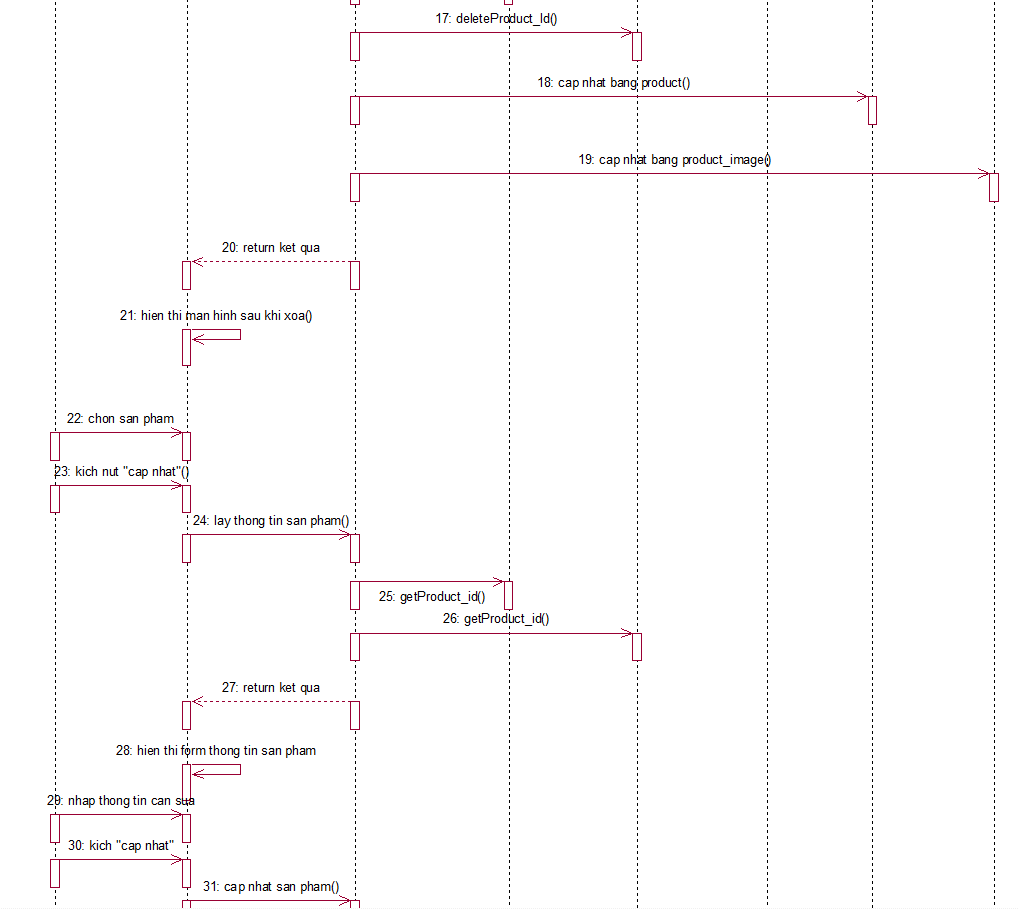 17: deleteProduct_Id()
18: cap nhat bang product()
19: cap nhat bang product_image()
20: return ket qua
21: hien thi man hinh sau khi xoa()
22: chon san pham
23: kich nut "cap nhat"()
24: lay thong tin san pham()
25: getProduct_id()
26: getProduct_id()
27: return ket qua
28: hien thi form thong tin san pham
29: nhap thong tin can sua
30: kich "cap nhat"
31: cap nhat san pham()